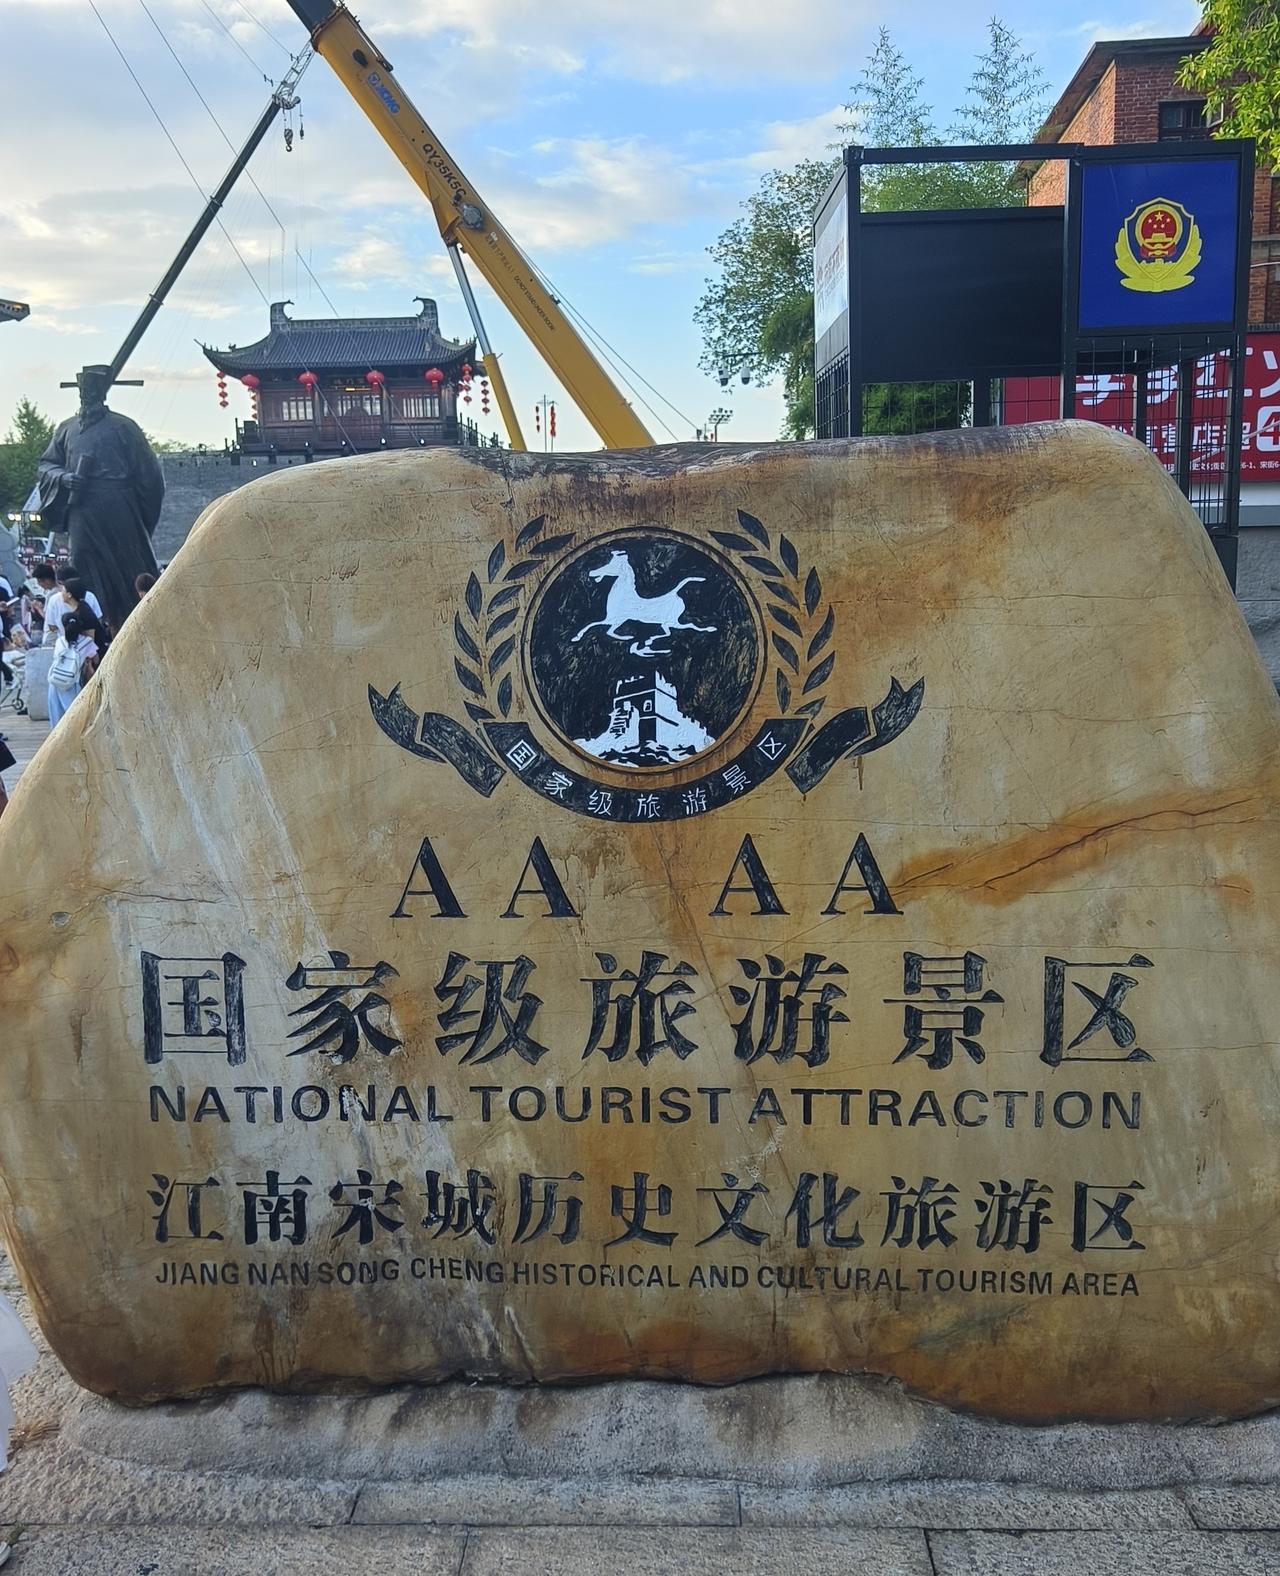 XCMG
QY35K5C
国家级旅游景区
AA AA
国家级旅游景区
NATIONAL TOURIST ATTRACTION
江南宋城历史文化旅游区
JIANG NAN SONG CHENG HISTORICAL AND CULTURAL TOURISM AREA